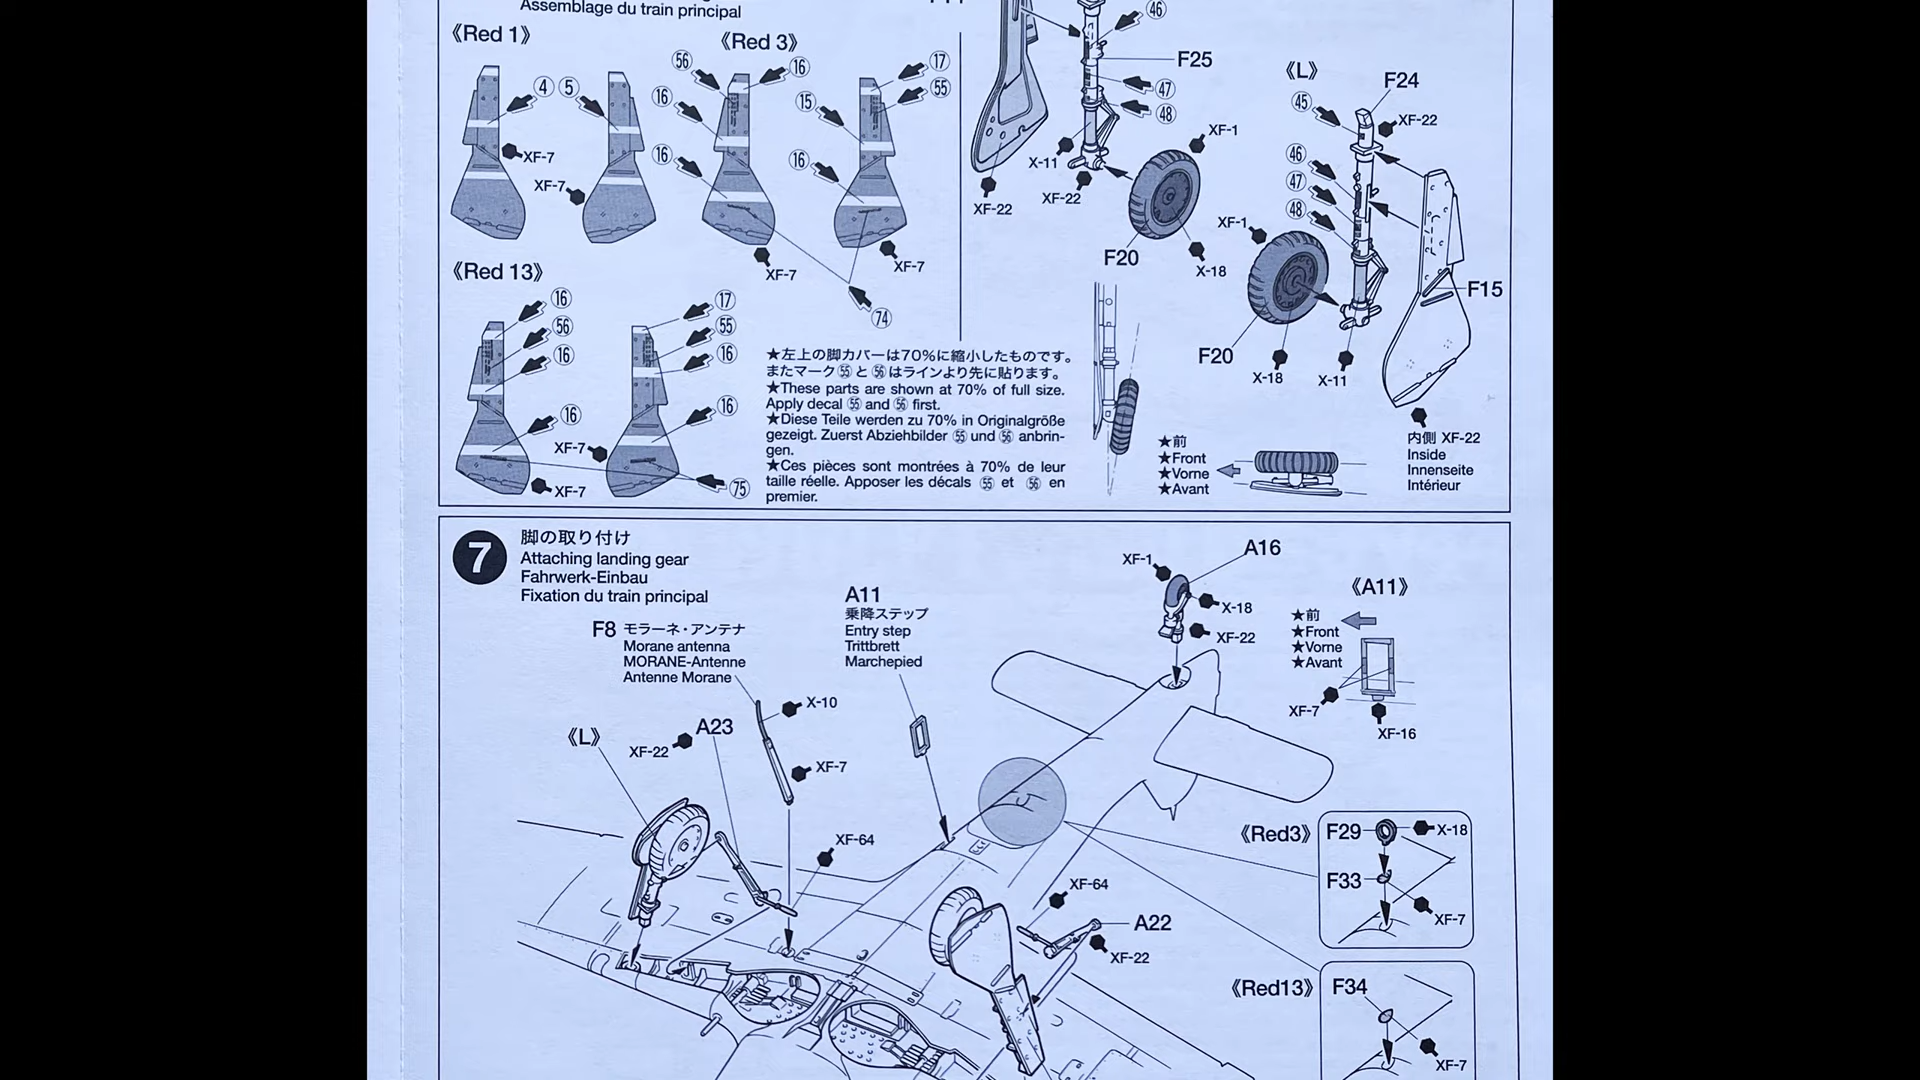 Assemblage du train principal
《Red 1》
《Red 3》
④ ⑤
XF-7
XF-7
56 16
16
16
15
16
17
55
XF-7
XF-7
74
《Red 13》
16
56
16
16
17
55
16
16
XF-7
XF-7
75
★左上の脚カバーは70%に縮小したものです。
またマーク55と56はラインより先に貼ります。
★These parts are shown at 70% of full size.
Apply decal 55 and 56 first.
★Diese Teile werden zu 70% in Originalgröße
gezeigt. Zuerst Abziehbilder 55 und 56 anbrin-
gen.
★Ces pièces sont montrées à 70% de leur
taille réelle. Apposer les décals 55 et 56 en
premier.
46
F25
47
48
X-11
XF-22
XF-22
XF-1
F20
X-18
《L》
F24
45
XF-22
46
47
48
XF-1
F20
X-18
X-11
F15
★前
★Front
★Vorne
★Avant
内側 XF-22
Inside
Innenseite
Intérieur
7
脚の取り付け
Attaching landing gear
Fahrwerk-Einbau
Fixation du train principal
F8 モラーネ・アンテナ
Morane antenna
MORANE-Antenne
Antenne Morane
A11
乗降ステップ
Entry step
Trittbrett
Marchepied
XF-1
A16
X-18
XF-22
《A11》
★前
★Front
★Vorne
★Avant
XF-7
XF-16
X-10
XF-7
《L》
XF-22
A23
XF-64
XF-64
A22
XF-22
《Red3》
F29
X-18
F33
XF-7
《Red13》
F34
XF-7